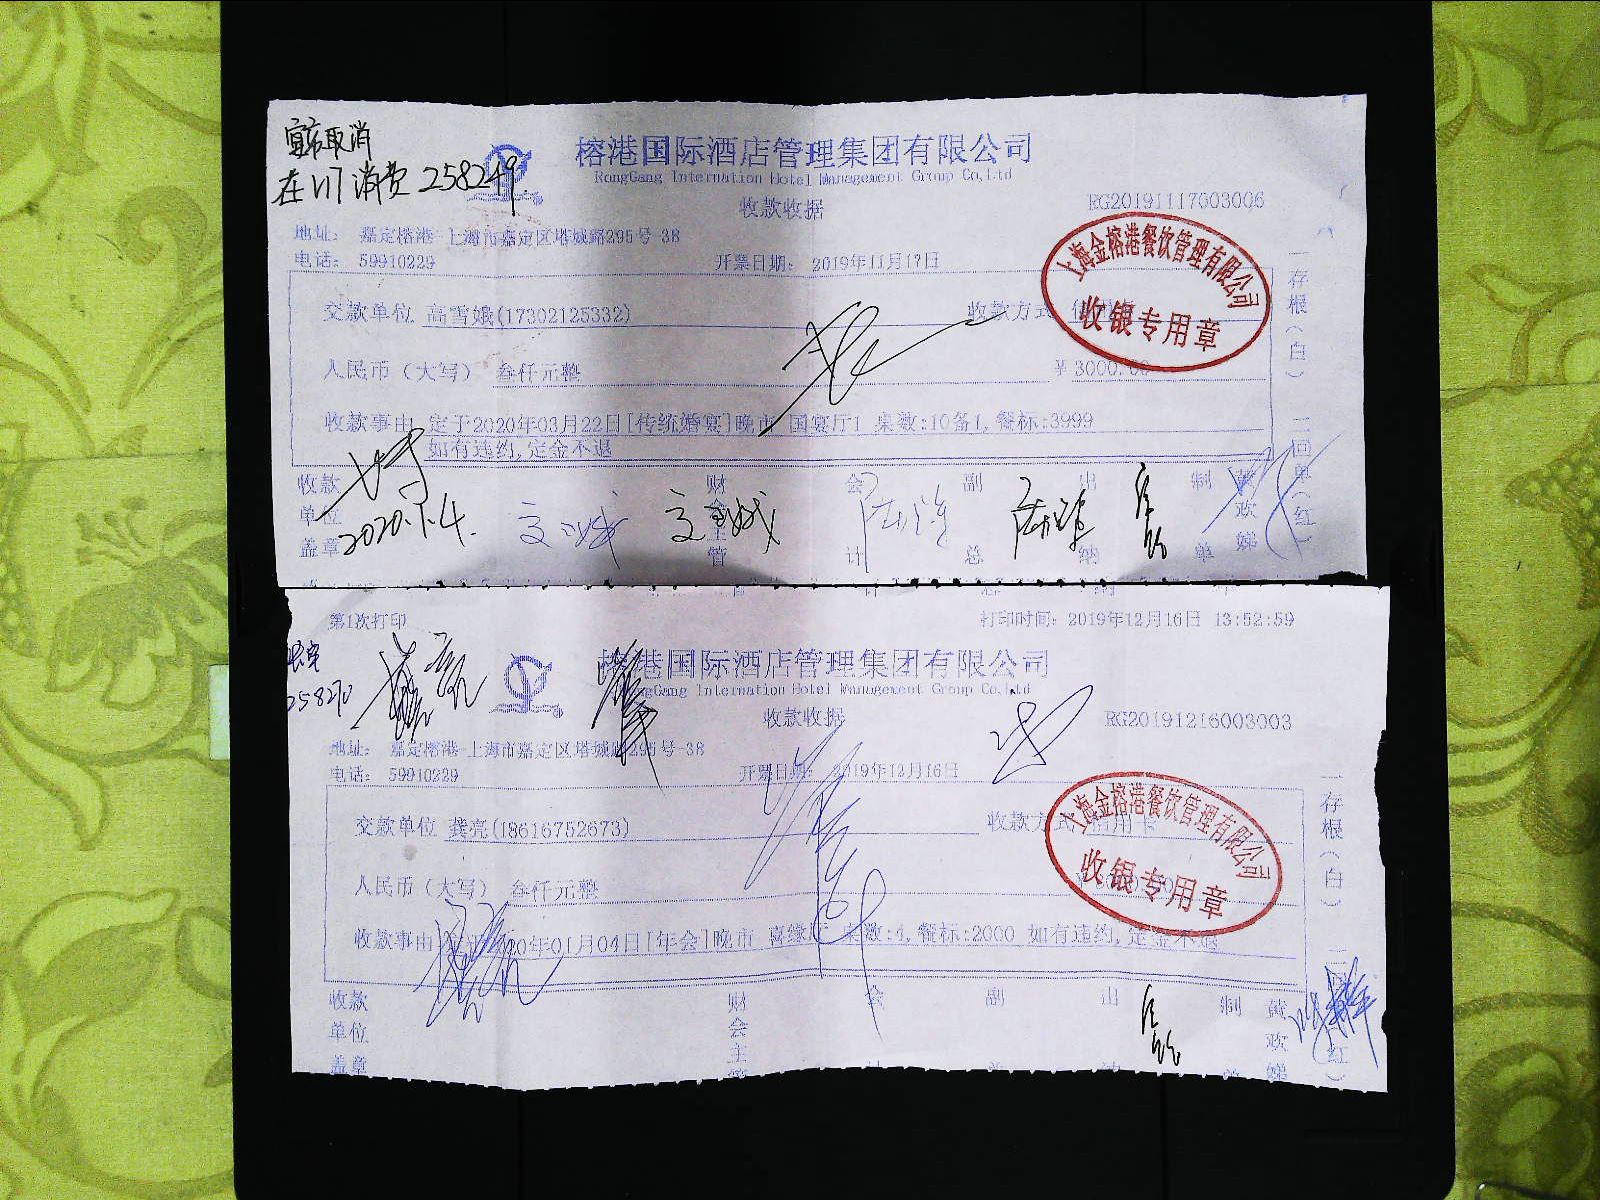 宴席取消
在V17消费258249.
榕港国际酒店管理集团有限公司
RongGang Internation Hotel Management Group Co.Ltd
收款收据
RG20191117003006
地址： 嘉定榕港-上海市嘉定区塔城路295号-38
电话： 59910229
开票日期： 2019年11月17日
交款单位 高雪娥(17302125332)
收款方式
人民币（大写） 叁仟元整
￥3000.00
收款事由 定于2020年03月22日[传统婚宴]晚市 国宴厅1 桌数:10备1,餐标:3999
如有违约,定金不退
收款单位盖章
财会主管
会计
副总
出纳
制单
黄欢娣
一存根(白)
二回单(红)
上海金榕港餐饮管理有限公司
收银专用章
2020.1.4.
第1次打印
打印时间： 2019年12月16日 13:52:59
258270
榕港国际酒店管理集团有限公司
RongGang Internation Hotel Management Group Co.Ltd
收款收据
RG20191216003003
地址： 嘉定榕港-上海市嘉定区塔城路295号-38
电话： 59910229
开票日期： 2019年12月16日
交款单位 龚亮(18616752673)
收款方式 信用卡
人民币（大写） 叁仟元整
收款事由 20年01月04日[年会]晚市 喜缘厅 桌数:4,餐标:2000 如有违约,定金不退
收款单位盖章
财会主管
会
副
出
制
黄欢娣
一存根(白)
红)
上海金榕港餐饮管理有限公司
收银专用章